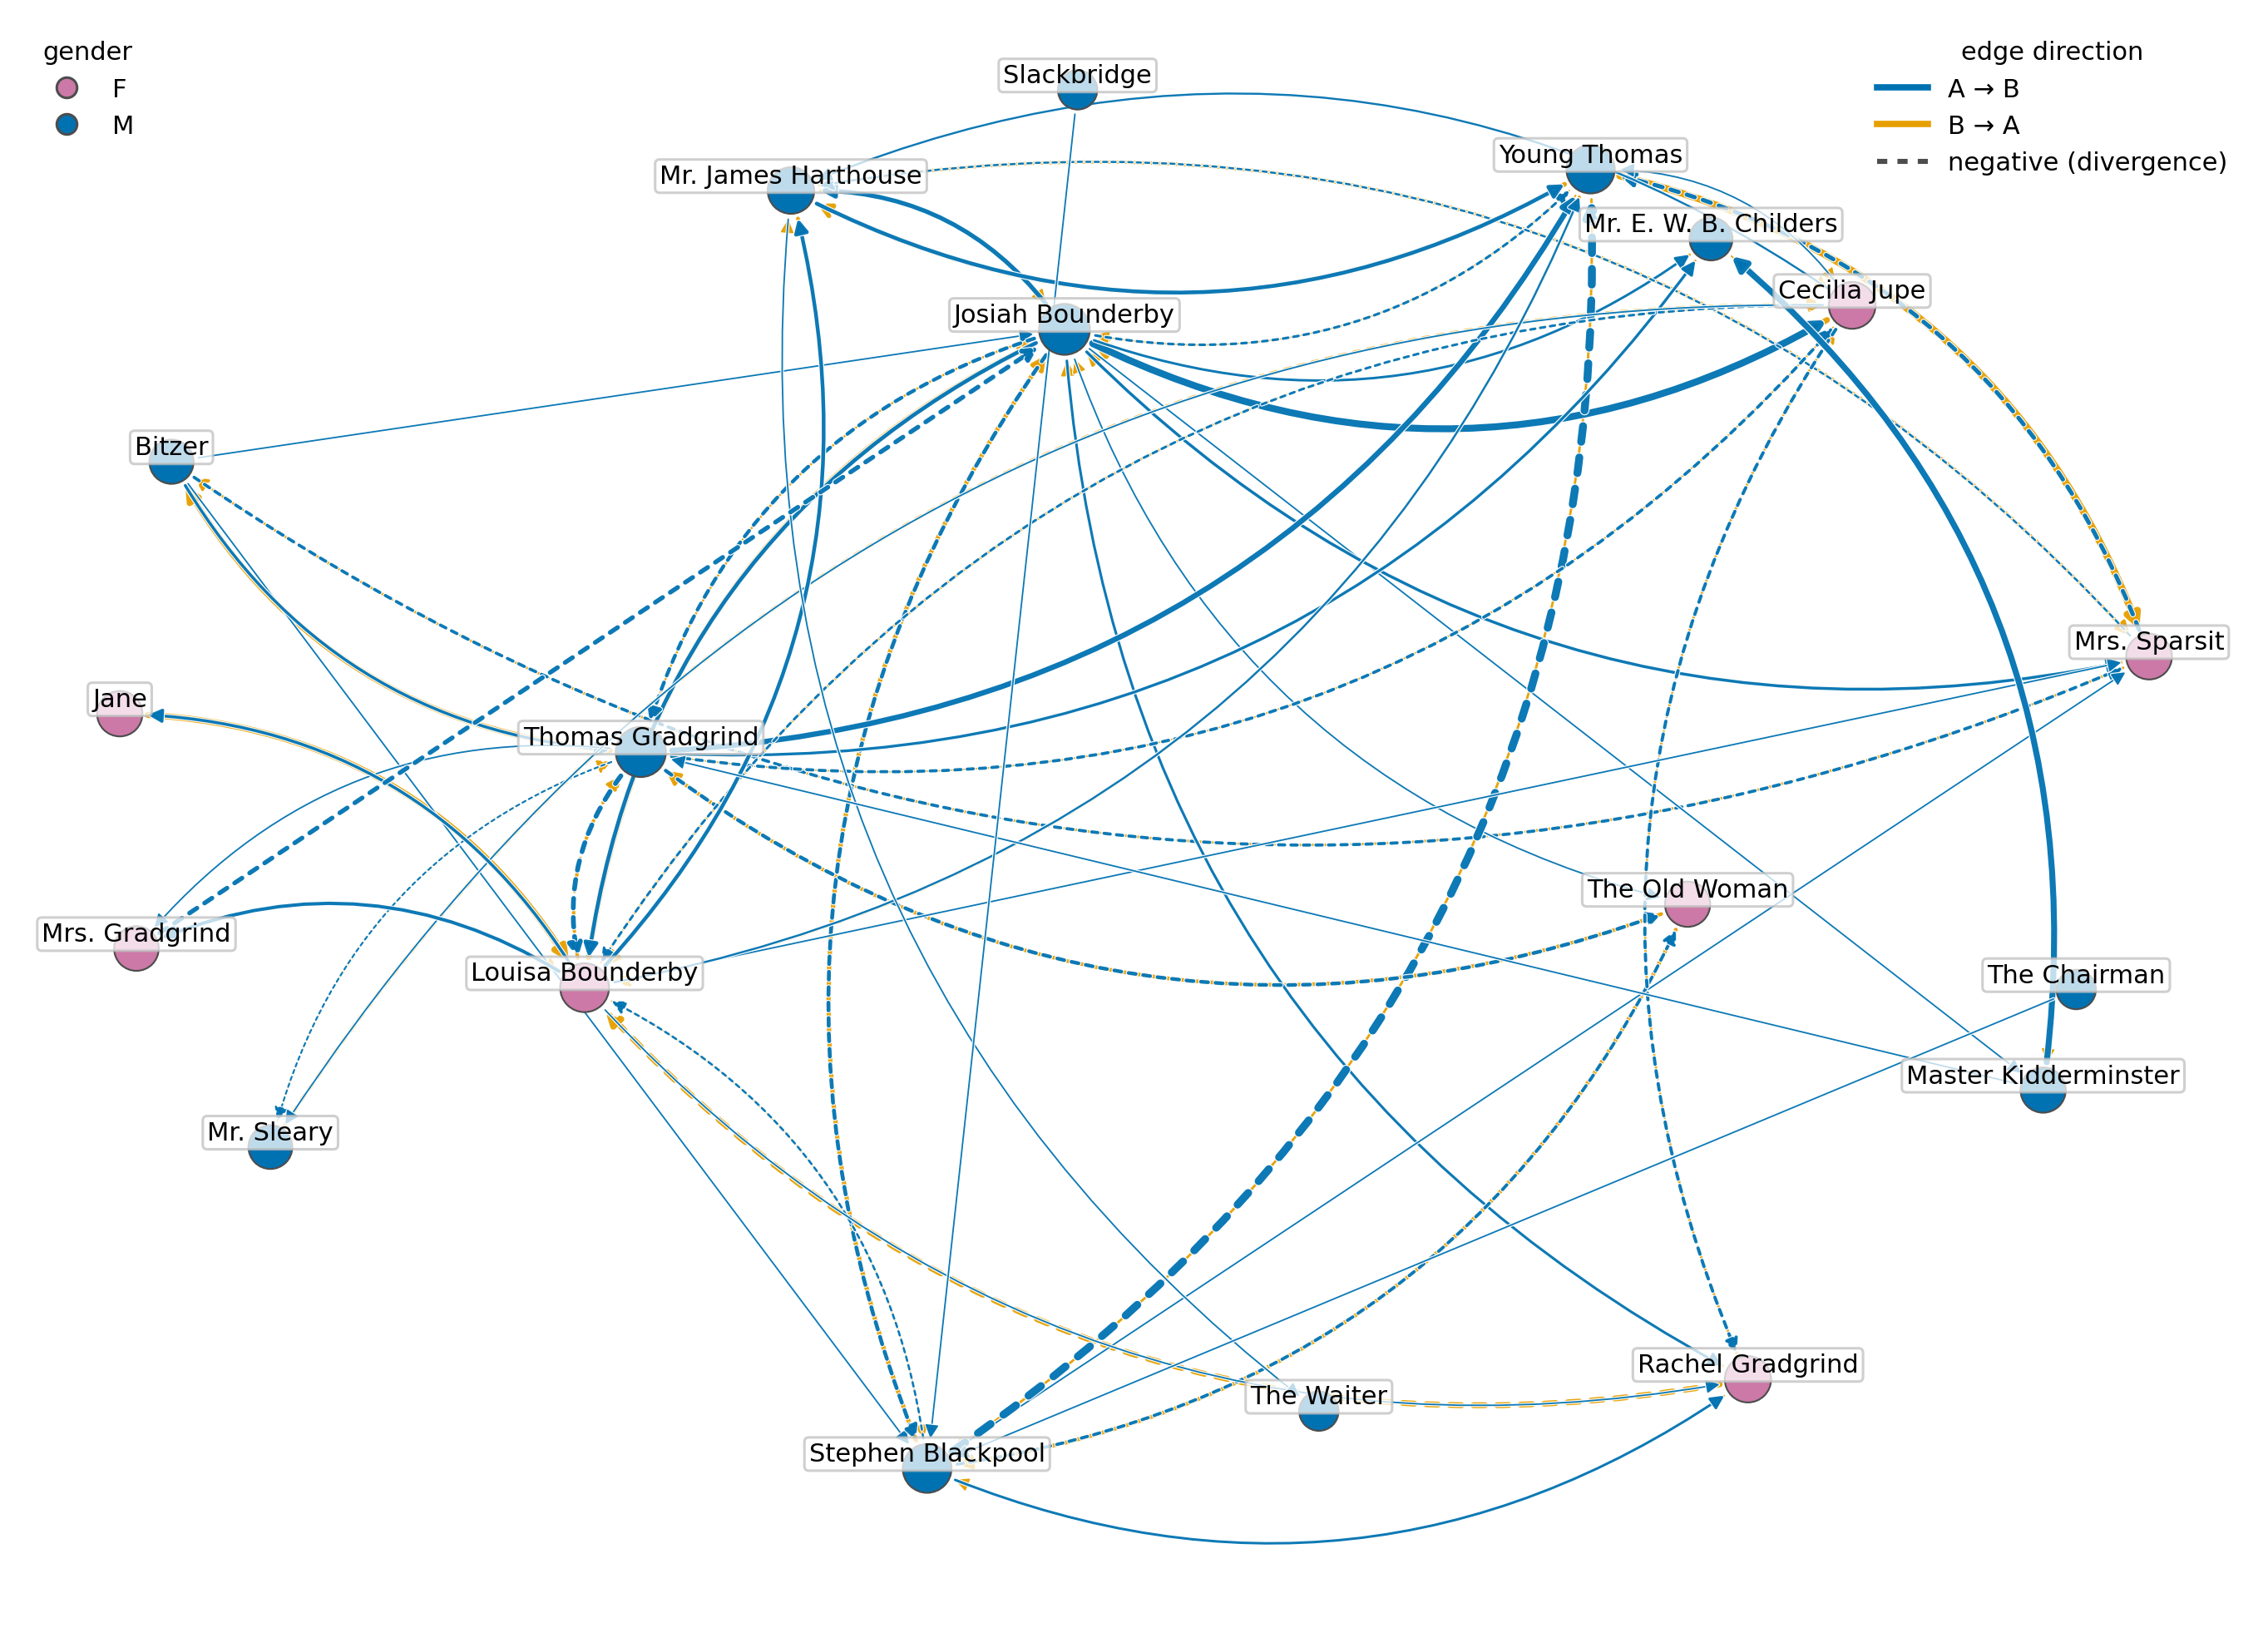 gender
F
M
edge direction
A → B
B → A
negative (divergence)
Slackbridge
Young Thomas
Mr. James Harthouse
Mr. E. W. B. Childers
Cecilia Jupe
Josiah Bounderby
Bitzer
Mrs. Sparsit
Jane
Thomas Gradgrind
The Old Woman
Mrs. Gradgrind
Louisa Bounderby
The Chairman
Master Kidderminster
Mr. Sleary
Rachel Gradgrind
The Waiter
Stephen Blackpool